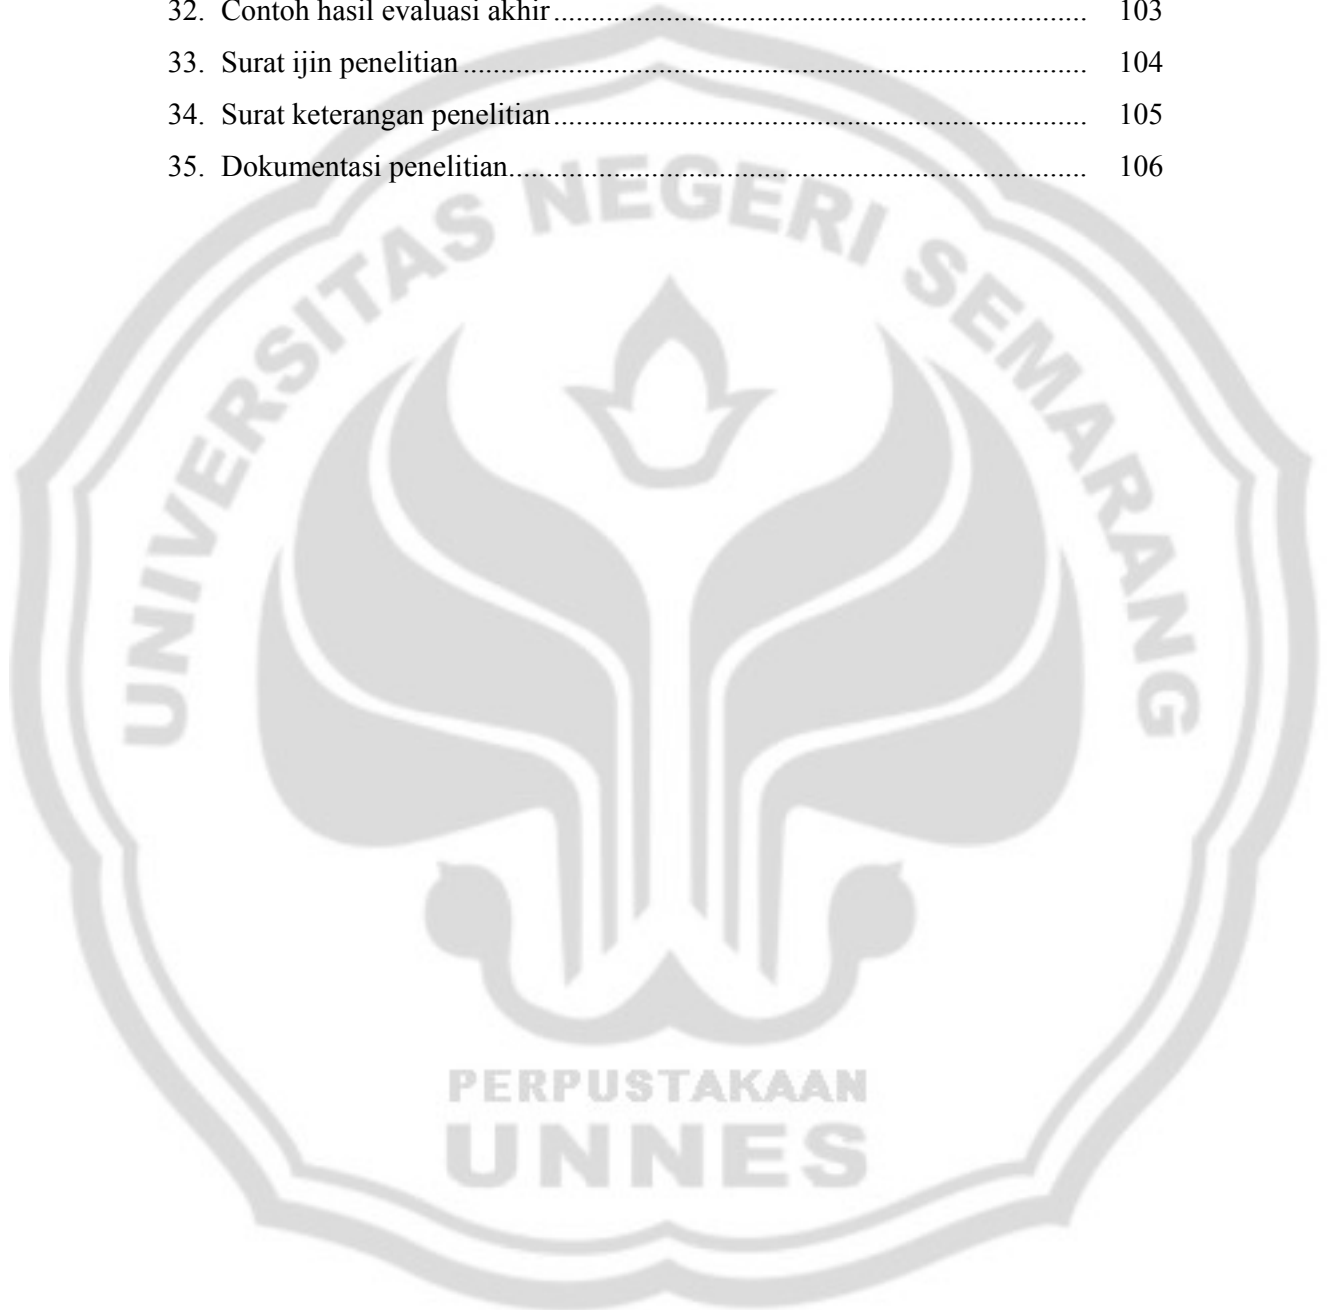 32. Contoh hasil evaluasi akhir ........................................................................ 103
33. Surat ijin penelitian ................................................................................... 104
34. Surat keterangan penelitian ........................................................................ 105
35. Dokumentasi penelitian .............................................................................. 106
UNIVERSITAS NEGERI SEMARANG
PERPUSTAKAAN
UNNES